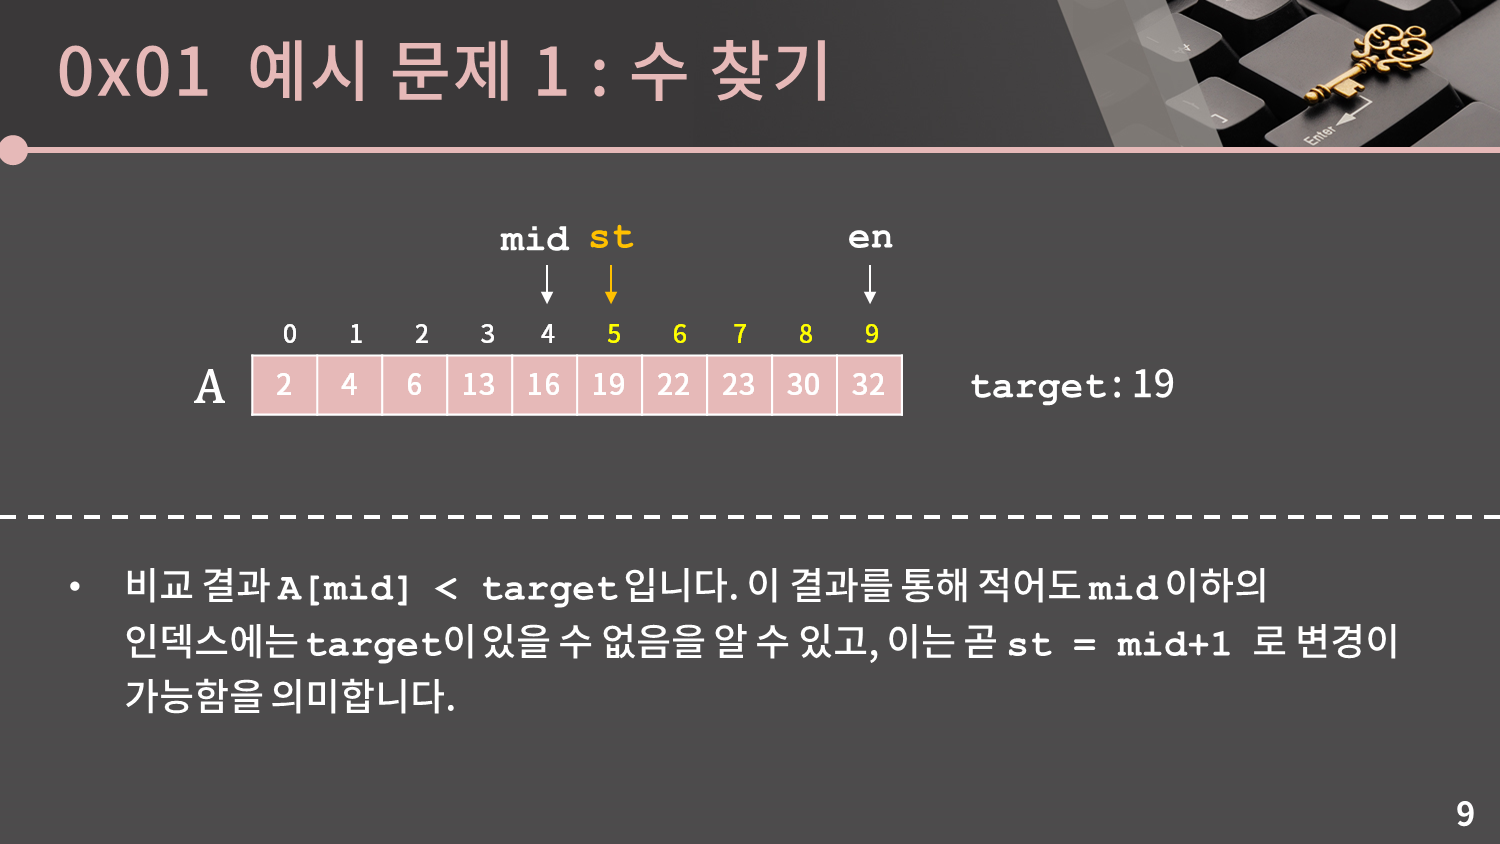 0x01 예시 문제 1 : 수 찾기
Enter
mid st en
0 1 2 3 4 5 6 7 8 9
A 2 4 6 13 16 19 22 23 30 32 target: 19
• 비교 결과 A[mid] < target 입니다. 이 결과를 통해 적어도 mid 이하의
인덱스에는 target이 있을 수 없음을 알 수 있고, 이는 곧 st = mid+1 로 변경이
가능함을 의미합니다.
9